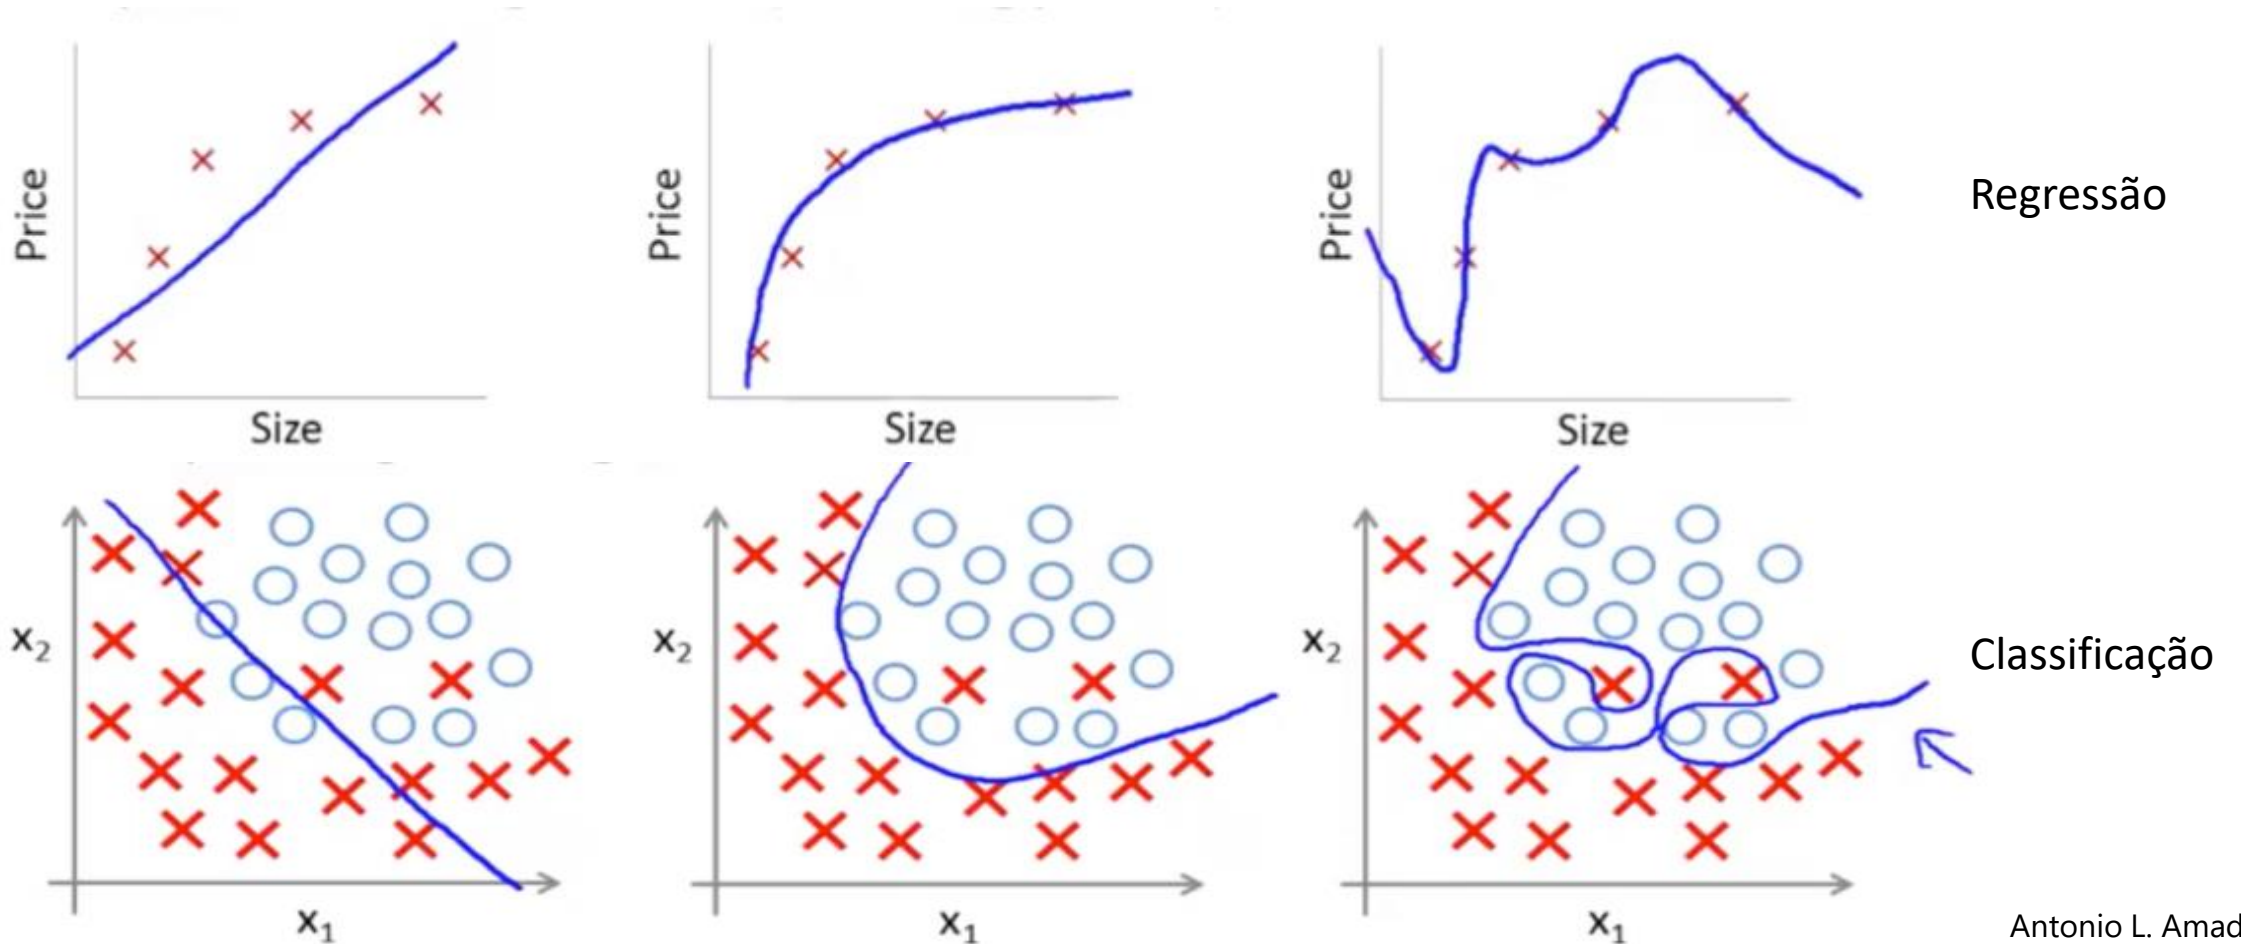 Price
Size
Price
Size
Price
Size
Regressão
x2
x1
x2
x1
x2
x1
Classificação
Antonio L. Amad